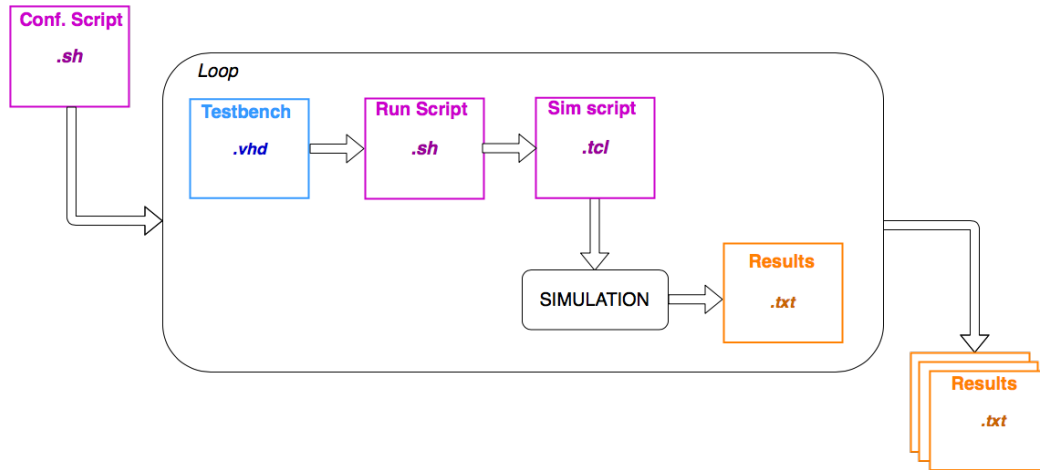 Conf. Script
.sh
Loop
Testbench
.vhd
Run Script
.sh
Sim script
.tcl
SIMULATION
Results
.txt
Results
.txt